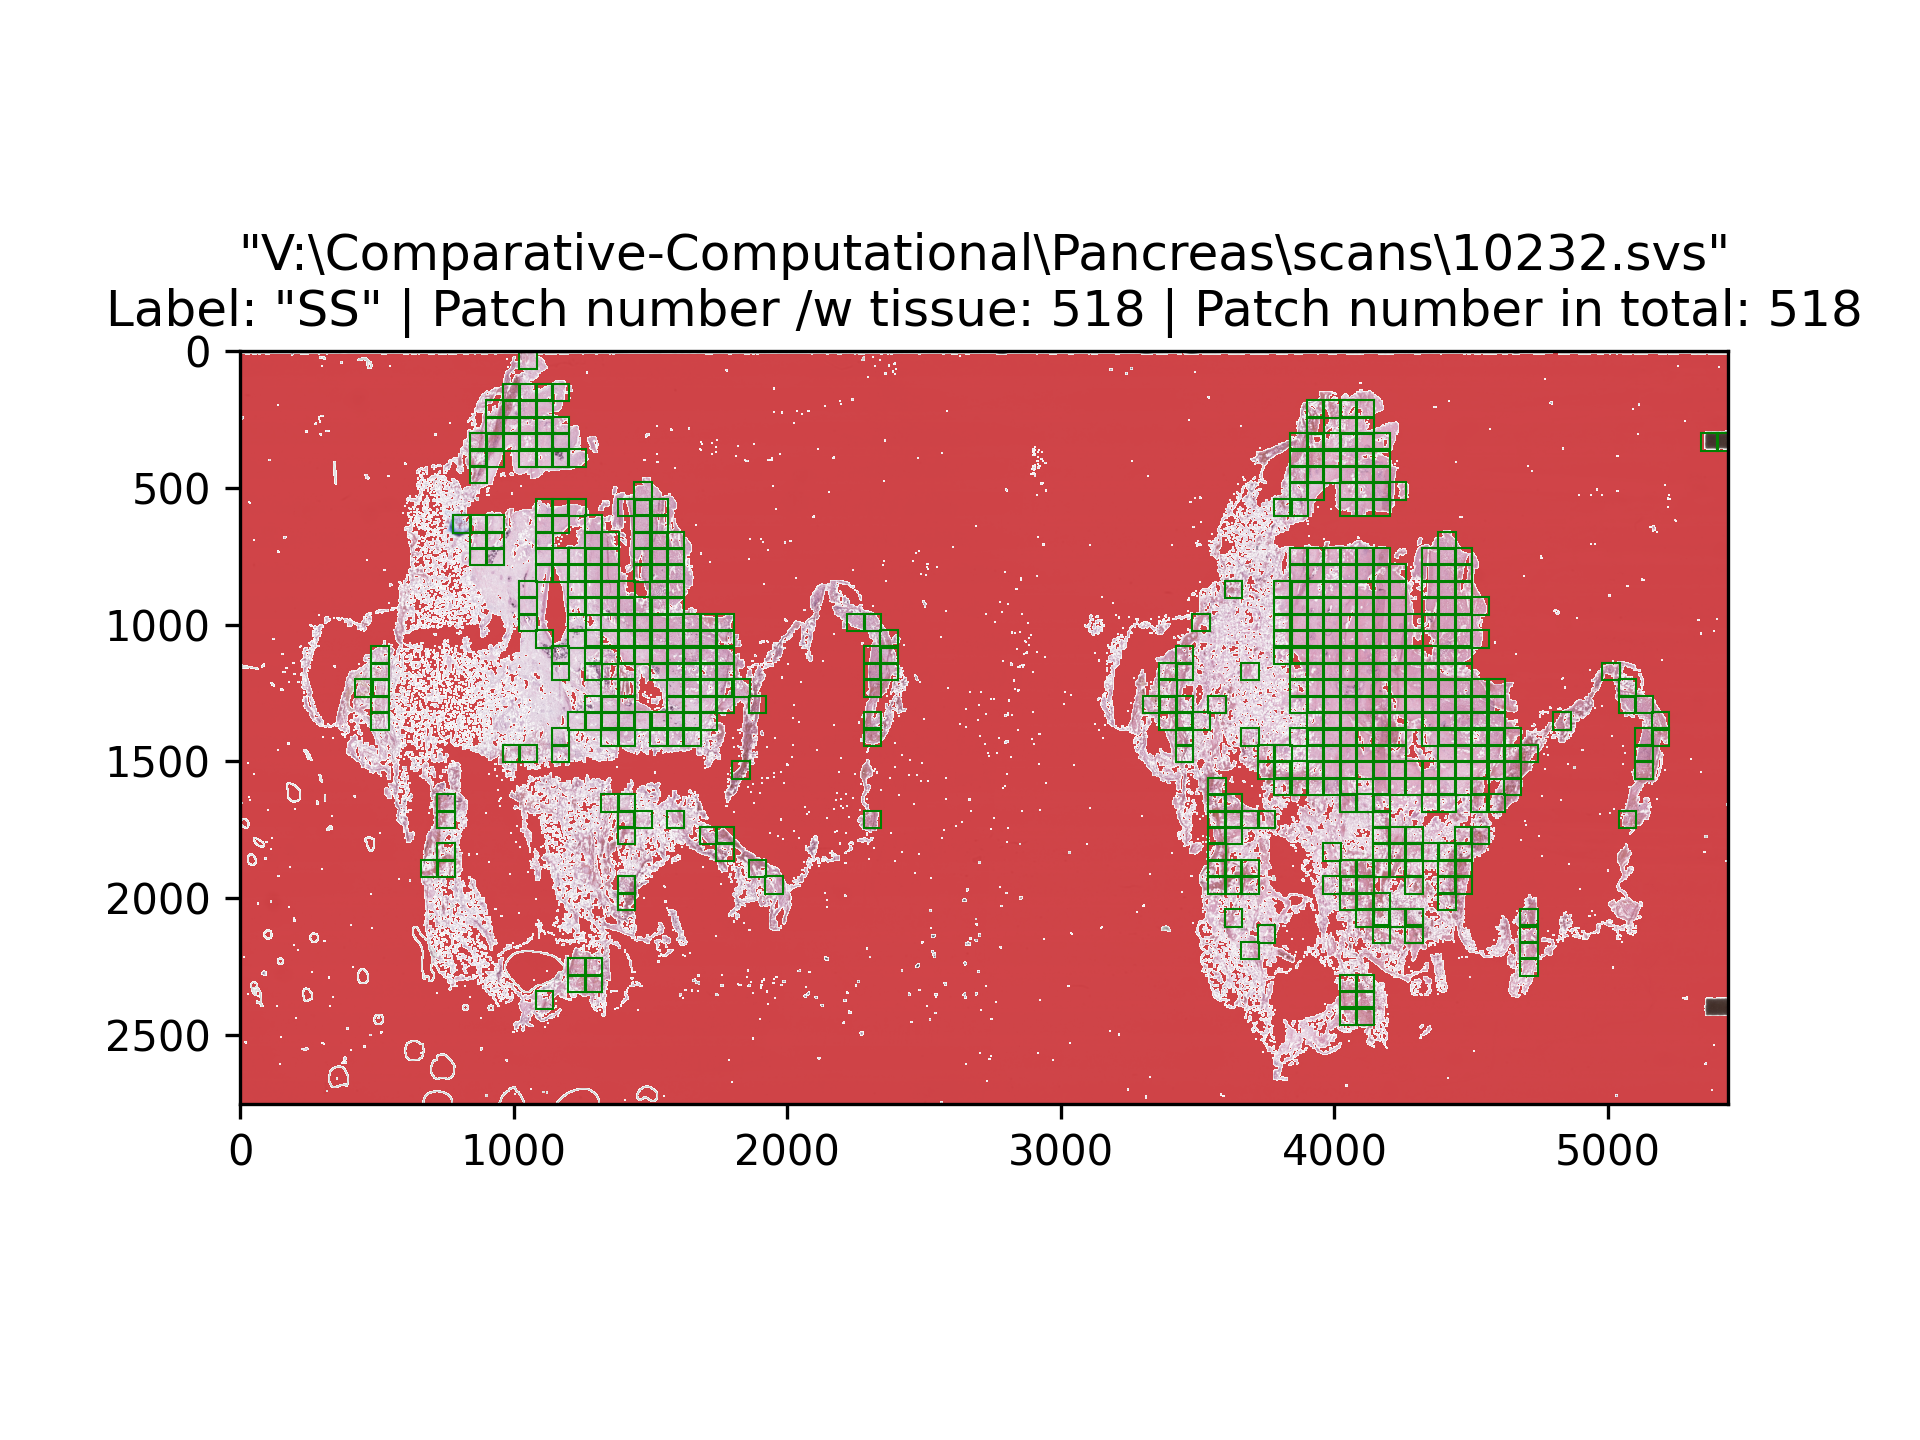 "V:\Comparative-Computational\Pancreas\scans\10232.svs"
Label: "SS" | Patch number /w tissue: 518 | Patch number in total: 518
0
500
1000
1500
2000
2500
0 1000 2000 3000 4000 5000